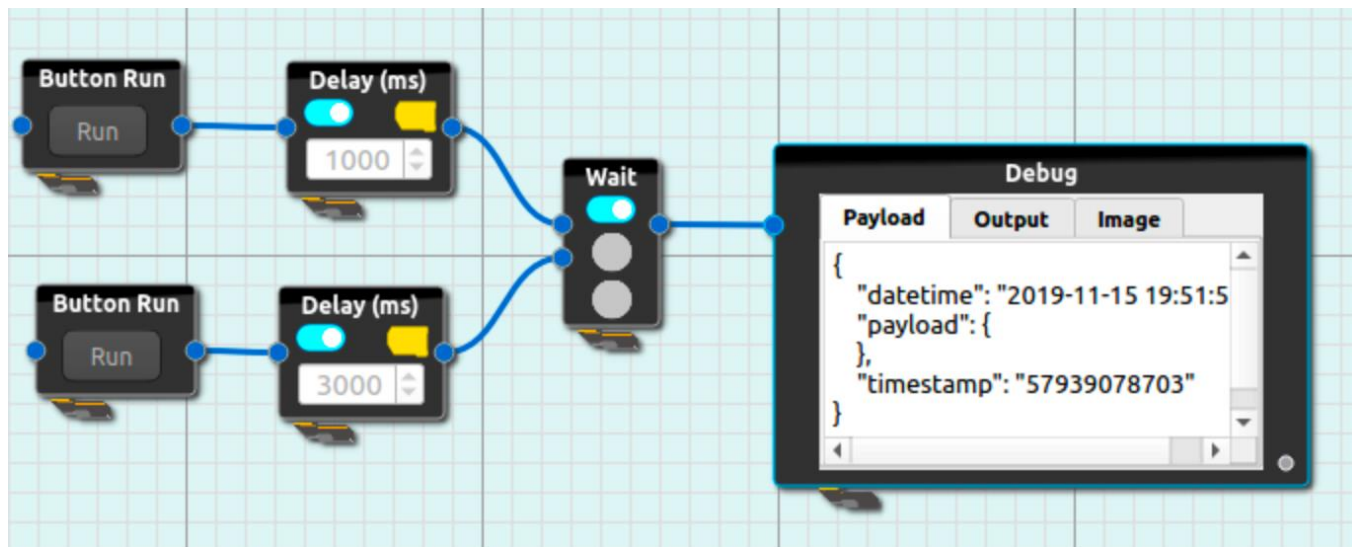 Button Run
Run
Delay (ms)
1000
Button Run
Run
Delay (ms)
3000
Wait
Debug
Payload Output Image
{
"datetime": "2019-11-15 19:51:5
"payload": {
},
"timestamp": "57939078703"
}